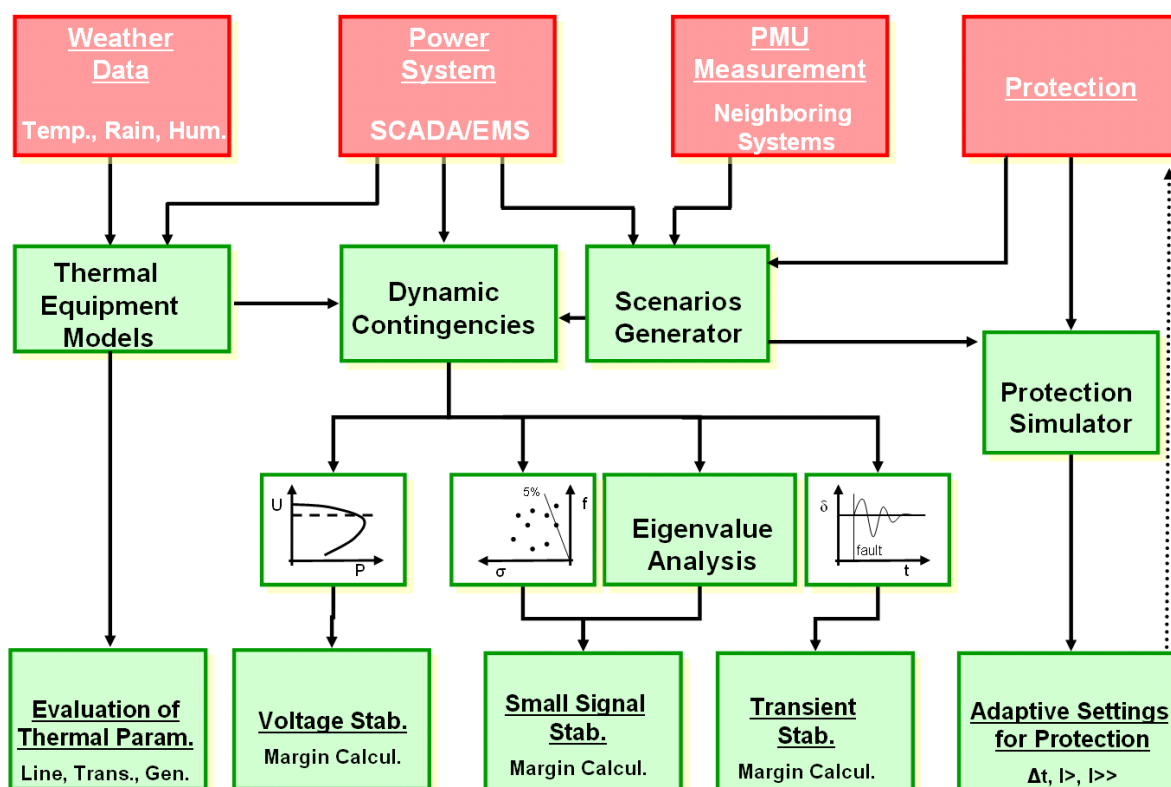 Weather
Data
Temp., Rain, Hum.
Power
System
SCADA/EMS
PMU
Measurement
Neighboring
Systems
Protection
Thermal
Equipment
Models
Dynamic
Contingencies
Scenarios
Generator
Protection
Simulator
U
P
5%
f
σ
Eigenvalue
Analysis
δ
fault
t
Evaluation of
Thermal Param.
Line, Trans., Gen.
Voltage Stab.
Margin Calcul.
Small Signal
Stab.
Margin Calcul.
Transient
Stab.
Margin Calcul.
Adaptive Settings
for Protection
Δt, I>, I>>